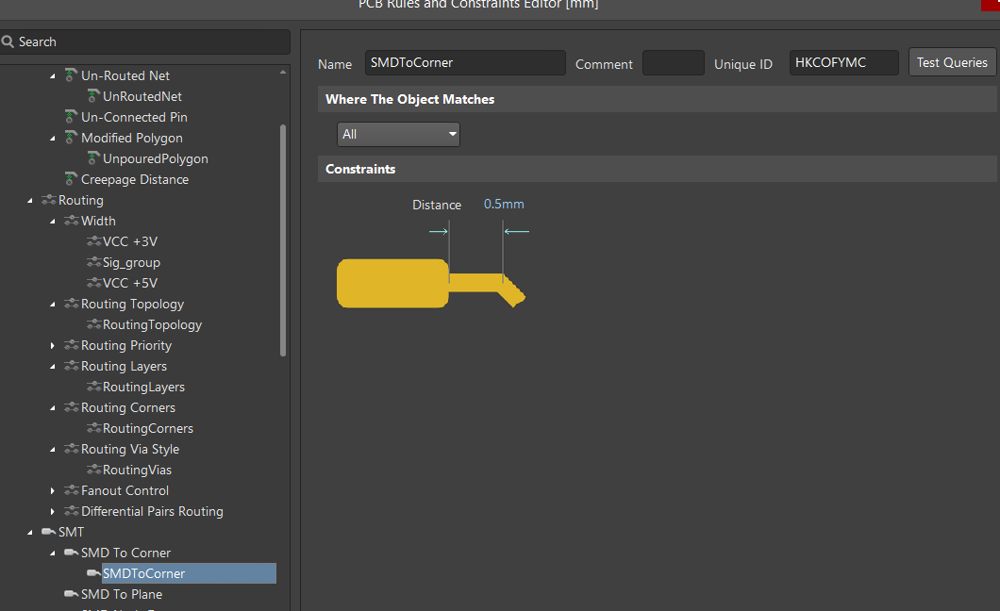 PCB Rules and Constraints Editor [mm]
Search
Un-Routed Net
UnRoutedNet
Un-Connected Pin
Modified Polygon
UnpouredPolygon
Creepage Distance
Routing
Width
VCC +3V
Sig_group
VCC +5V
Routing Topology
RoutingTopology
Routing Priority
Routing Layers
RoutingLayers
Routing Corners
RoutingCorners
Routing Via Style
RoutingVias
Fanout Control
Differential Pairs Routing
SMT
SMD To Corner
SMDToCorner
SMD To Plane
Name SMDToCorner Comment Unique ID HKCOFYMC Test Queries
Where The Object Matches
All
Constraints
Distance 0.5mm